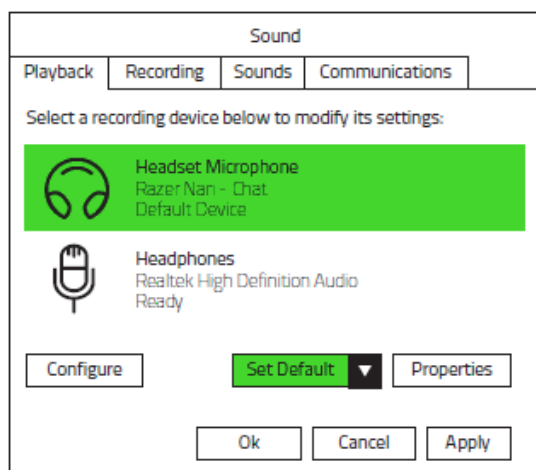 Sound
Playback Recording Sounds Communications
Select a recording device below to modify its settings:
Headset Microphone
Razer Nari - Chat
Default Device
Headphones
Realtek High Definition Audio
Ready
Configure Set Default Properties
Ok Cancel Apply